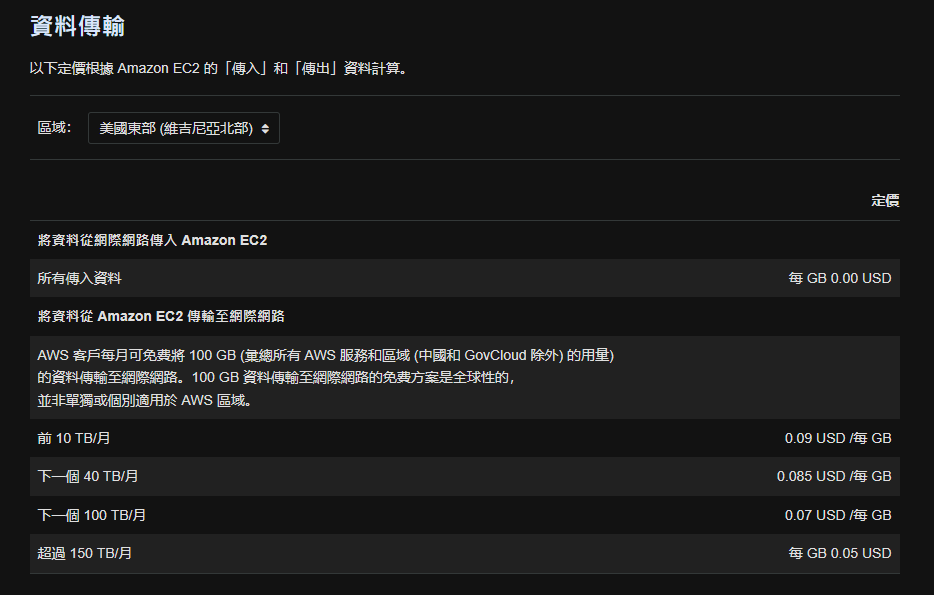 資料傳輸
以下定價根據 Amazon EC2 的「傳入」和「傳出」資料計算。
區域：
美國東部 (維吉尼亞北部)
定價
將資料從網際網路傳入 Amazon EC2
所有傳入資料
每 GB 0.00 USD
將資料從 Amazon EC2 傳輸至網際網路
AWS 客戶每月可免費將 100 GB (彙總所有 AWS 服務和區域 (中國和 GovCloud 除外) 的用量)
的資料傳輸至網際網路。100 GB 資料傳輸至網際網路的免費方案是全球性的，
並非單獨或個別適用於 AWS 區域。
前 10 TB/月
0.09 USD /每 GB
下一個 40 TB/月
0.085 USD /每 GB
下一個 100 TB/月
0.07 USD /每 GB
超過 150 TB/月
每 GB 0.05 USD